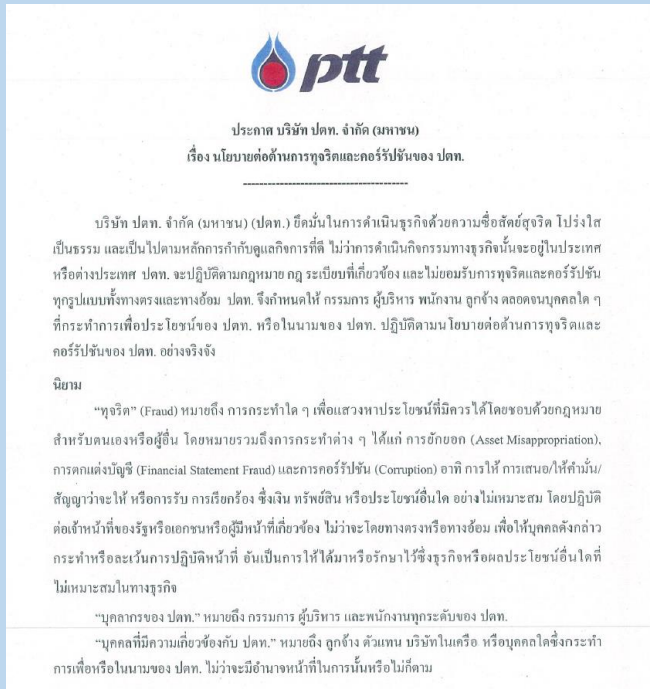 ptt
ประกาศ บริษัท ปตท. จำกัด (มหาชน)
เรื่อง นโยบายต่อต้านการทุจริตและคอร์รัปชันของ ปตท.
บริษัท ปตท. จำกัด (มหาชน) (ปตท.) ยึดมั่นในการดำเนินธุรกิจด้วยความซื่อสัตย์สุจริต โปร่งใส
เป็นธรรม และเป็นไปตามหลักการกำกับดูแลกิจการที่ดี ไม่ว่าการดำเนินกิจกรรมทางธุรกิจนั้นจะอยู่ในประเทศ
หรือต่างประเทศ ปตท. จะปฏิบัติตามกฎหมาย กฎ ระเบียบที่เกี่ยวข้อง และไม่ยอมรับการทุจริตและคอร์รัปชัน
ทุกรูปแบบทั้งทางตรงและทางอ้อม ปตท. จึงกำหนดให้ กรรมการ ผู้บริหาร พนักงาน ลูกจ้าง ตลอดจนบุคคลใด ๆ
ที่กระทำการเพื่อประโยชน์ของ ปตท. หรือในนามของ ปตท. ปฏิบัติตามนโยบายต่อต้านการทุจริตและ
คอร์รัปชันของ ปตท. อย่างจริงจัง
นิยาม
"ทุจริต" (Fraud) หมายถึง การกระทำใด ๆ เพื่อแสวงหาประโยชน์ที่มิควรได้โดยชอบด้วยกฎหมาย
สำหรับตนเองหรือผู้อื่น โดยหมายรวมถึงการกระทำต่าง ๆ ได้แก่ การยักยอก (Asset Misappropriation),
การตกแต่งบัญชี (Financial Statement Fraud) และการคอร์รัปชัน (Corruption) อาทิ การให้ การเสนอ/ให้คำมั่น/
สัญญาว่าจะให้ หรือการรับ การเรียกร้อง ซึ่งเงิน ทรัพย์สิน หรือประโยชน์อื่นใด อย่างไม่เหมาะสม โดยปฏิบัติ
ต่อเจ้าหน้าที่ของรัฐหรือเอกชนหรือผู้มีหน้าที่เกี่ยวข้อง ไม่ว่าจะโดยทางตรงหรือทางอ้อม เพื่อให้บุคคลดังกล่าว
กระทำหรือละเว้นการปฏิบัติหน้าที่ อันเป็นการให้ได้มาหรือรักษาไว้ซึ่งธุรกิจหรือผลประโยชน์อื่นใดที่
ไม่เหมาะสมในทางธุรกิจ
"บุคลากรของ ปตท." หมายถึง กรรมการ ผู้บริหาร และพนักงานทุกระดับของ ปตท.
"บุคคลที่มีความเกี่ยวข้องกับ ปตท." หมายถึง ลูกจ้าง ตัวแทน บริษัทในเครือ หรือบุคคลใดซึ่งกระทำ
การเพื่อหรือในนามของ ปตท. ไม่ว่าจะมีอำนาจหน้าที่ในการนั้นหรือไม่ก็ตาม